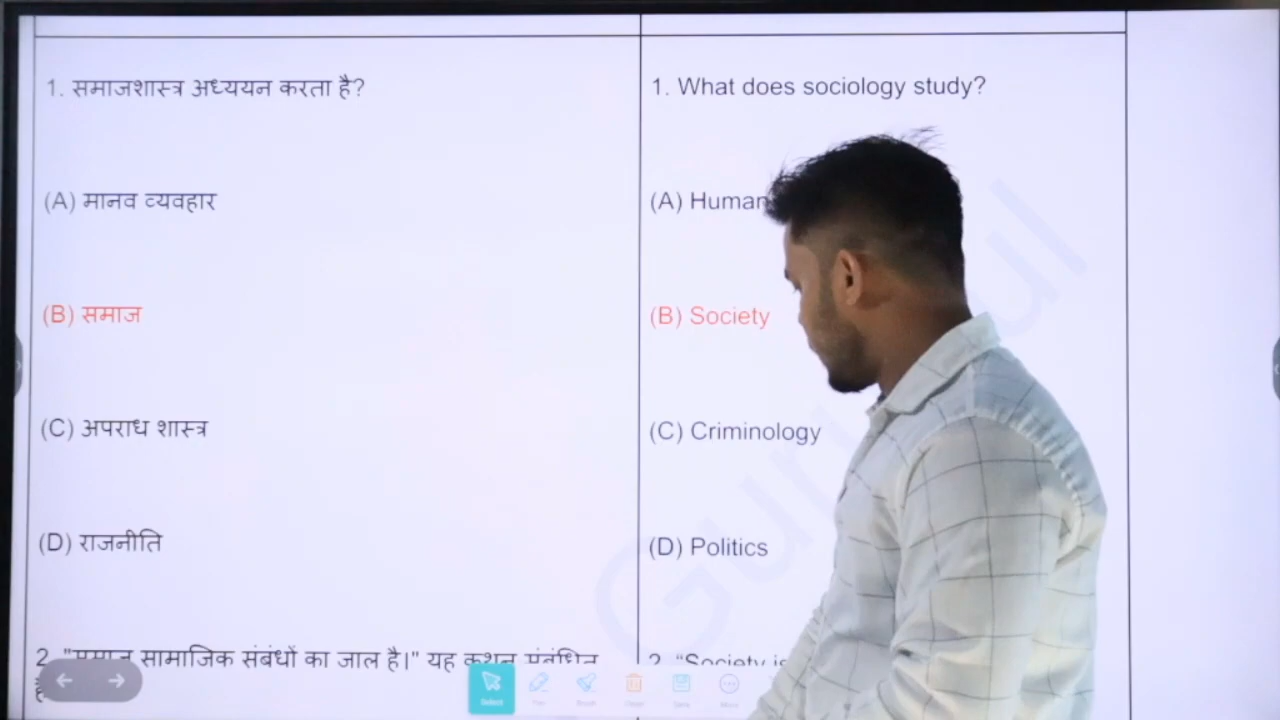 1. समाजशास्त्र अध्ययन करता है?
(A) मानव व्यवहार
(B) समाज
(C) अपराध शास्त्र
(D) राजनीति
2. "समाज सामाजिक संबंधों का जाल है।" यह कथन संबंधित
1. What does sociology study?
(A) Human
(B) Society
(C) Criminology
(D) Politics
2. "Society is
Select